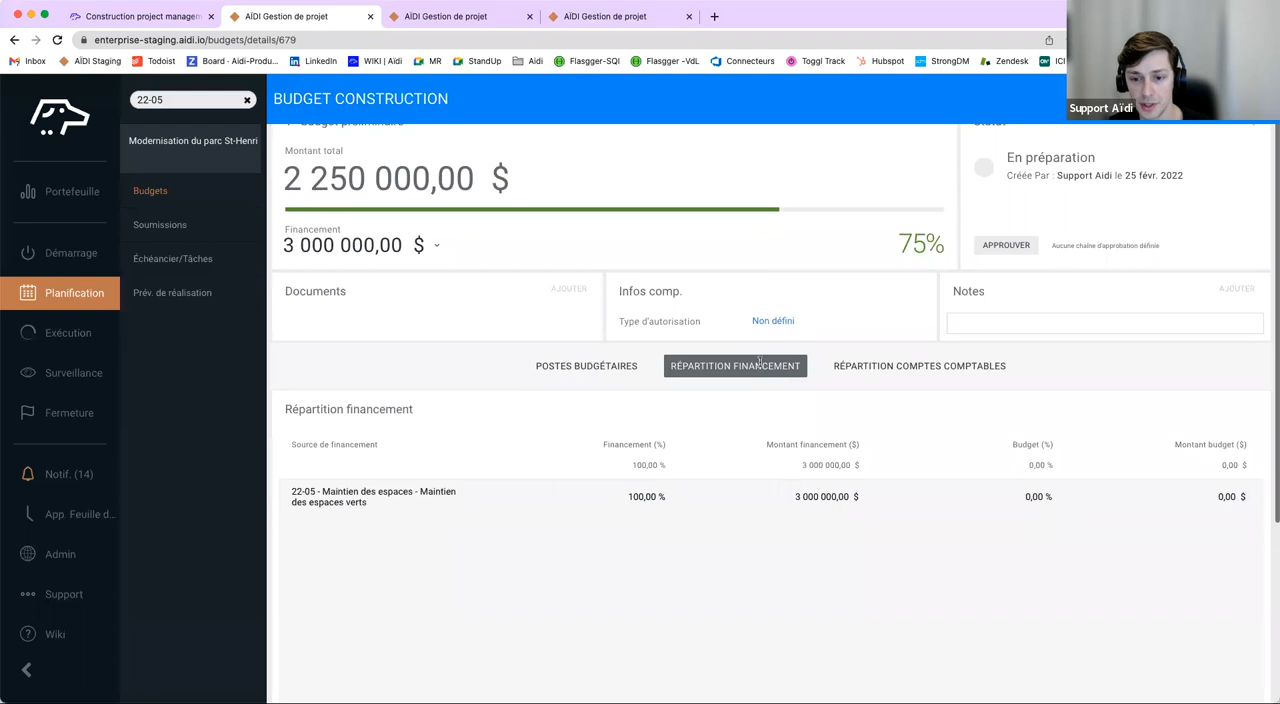 Construction project managem
AÏDI Gestion de projet
AÏDI Gestion de projet
AÏDI Gestion de projet
enterprise-staging.aidi.io/budgets/details/679
Inbox
AÏDI Staging
Todoist
Board - Aidi-Produ...
LinkedIn
WIKI | Aïdi
MR
StandUp
Aidi
Flasgger-SQI
Flasgger -VdL
Connecteurs
Toggl Track
Hubspot
StrongDM
Zendesk
ICI
Support Aïdi
22-05
BUDGET CONSTRUCTION
Modernisation du parc St-Henri
Budgets
Soumissions
Échéancier/Tâches
Prév. de réalisation
Portefeuille
Démarrage
Planification
Exécution
Surveillance
Fermeture
Notif. (14)
App. Feuille d...
Admin
Support
Wiki
Montant total
2 250 000,00 $
Financement
3 000 000,00 $
75%
En préparation
Créée Par : Support Aidi le 25 févr. 2022
APPROUVER
Aucune chaîne d'approbation définie
Documents
AJOUTER
Infos comp.
Type d'autorisation
Non défini
Notes
AJOUTER
POSTES BUDGÉTAIRES
RÉPARTITION FINANCEMENT
RÉPARTITION COMPTES COMPTABLES
Répartition financement
Source de financement
Financement (%)
Montant financement ($)
Budget (%)
Montant budget ($)
100,00 %
3 000 000,00 $
0,00 %
0,00 $
22-05 - Maintien des espaces - Maintien
des espaces verts
100,00 %
3 000 000,00 $
0,00 %
0,00 $